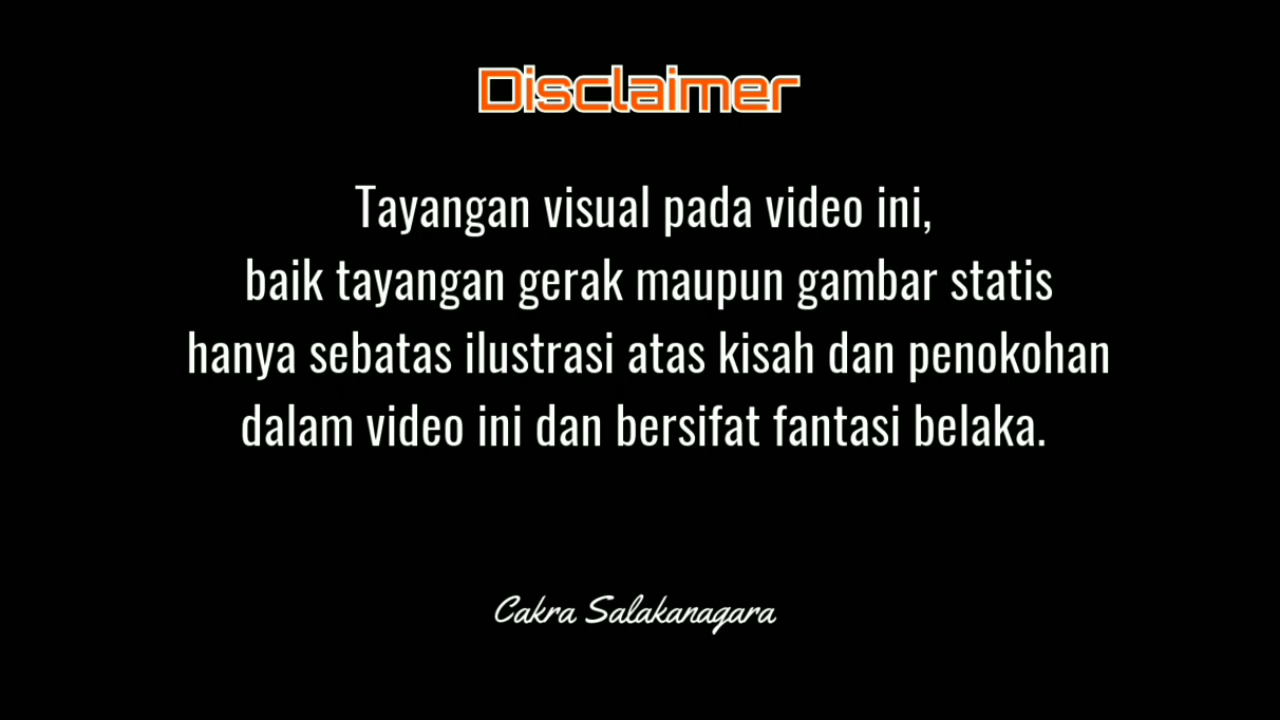 Disclaimer
Tayangan visual pada video ini,
baik tayangan gerak maupun gambar statis
hanya sebatas ilustrasi atas kisah dan penokohan
dalam video ini dan bersifat fantasi belaka.
Cakra Salakanagara